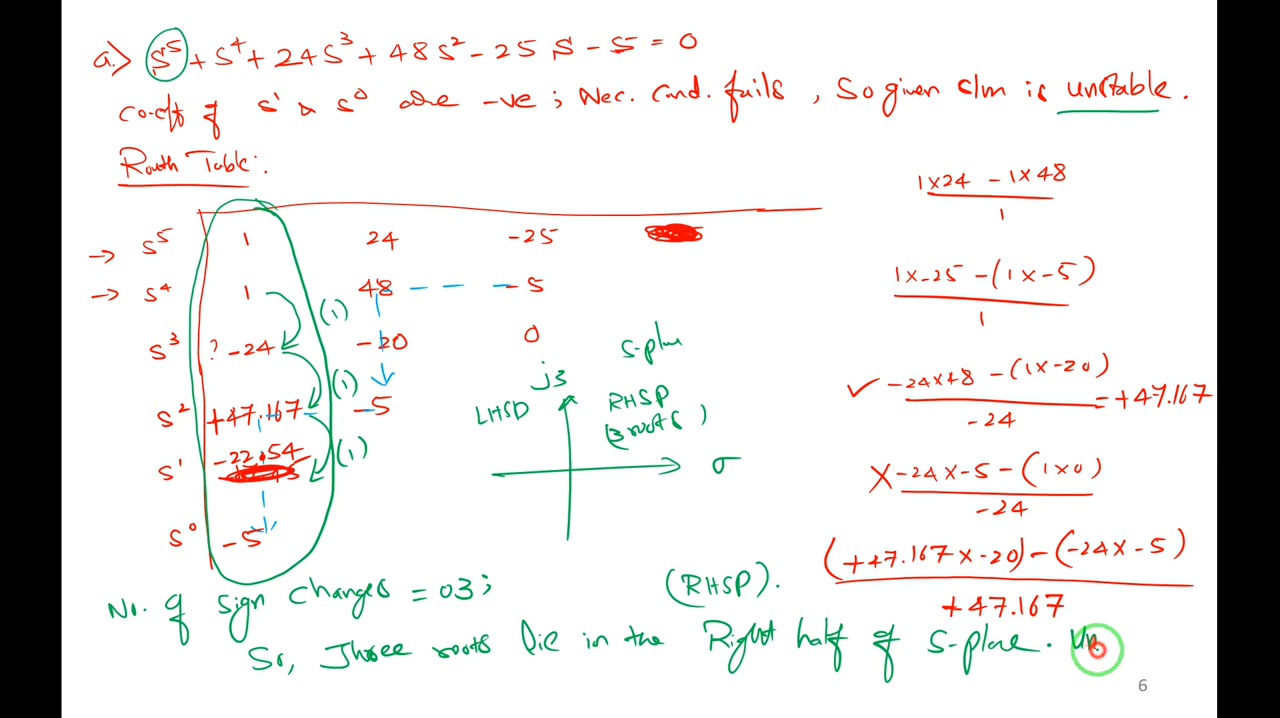 a.) S⁵ + S⁴ + 24S³ + 48S² - 25 S - 5 = 0
co-eft of S¹ & S⁰ are -ve ; Nec. Cond. fails , So given s/m is unstable .
Routh Table :
S⁵ 1 24 -25
S⁴ 1 48 - 5
S³ ? -24 -20 0
S² +47.167 -5
S¹ -22.54
S⁰ -5
(1)
(1)
(1)
S-plane
LHSP
RHSP
(3 roots)
σ
1×24 - 1×48
1
1×-25 - (1×-5)
1
✓ -24×48 - (1×-20) = +47.167
-24
X -24×-5 - (1×0)
-24
(+47.167×-20) - (-24×-5)
+47.167
No. of sign changes = 03; (RHSP).
So, Three roots lie in the Right half of S-plane. Un
6